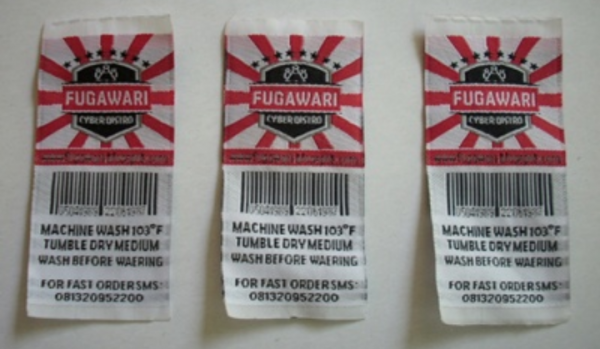 FUGAWARI
CYBER DISTRO
MACHINE WASH 103°F
TUMBLE DRY MEDIUM
WASH BEFORE WAERING
FOR FAST ORDER SMS:
081320952200
FUGAWARI
CYBER DISTRO
MACHINE WASH 103°F
TUMBLE DRY MEDIUM
WASH BEFORE WAERING
FOR FAST ORDER SMS:
081320952200
FUGAWARI
CYBER DISTRO
MACHINE WASH 103°F
TUMBLE DRY MEDIUM
WASH BEFORE WAERING
FOR FAST ORDER SMS:
081320952200